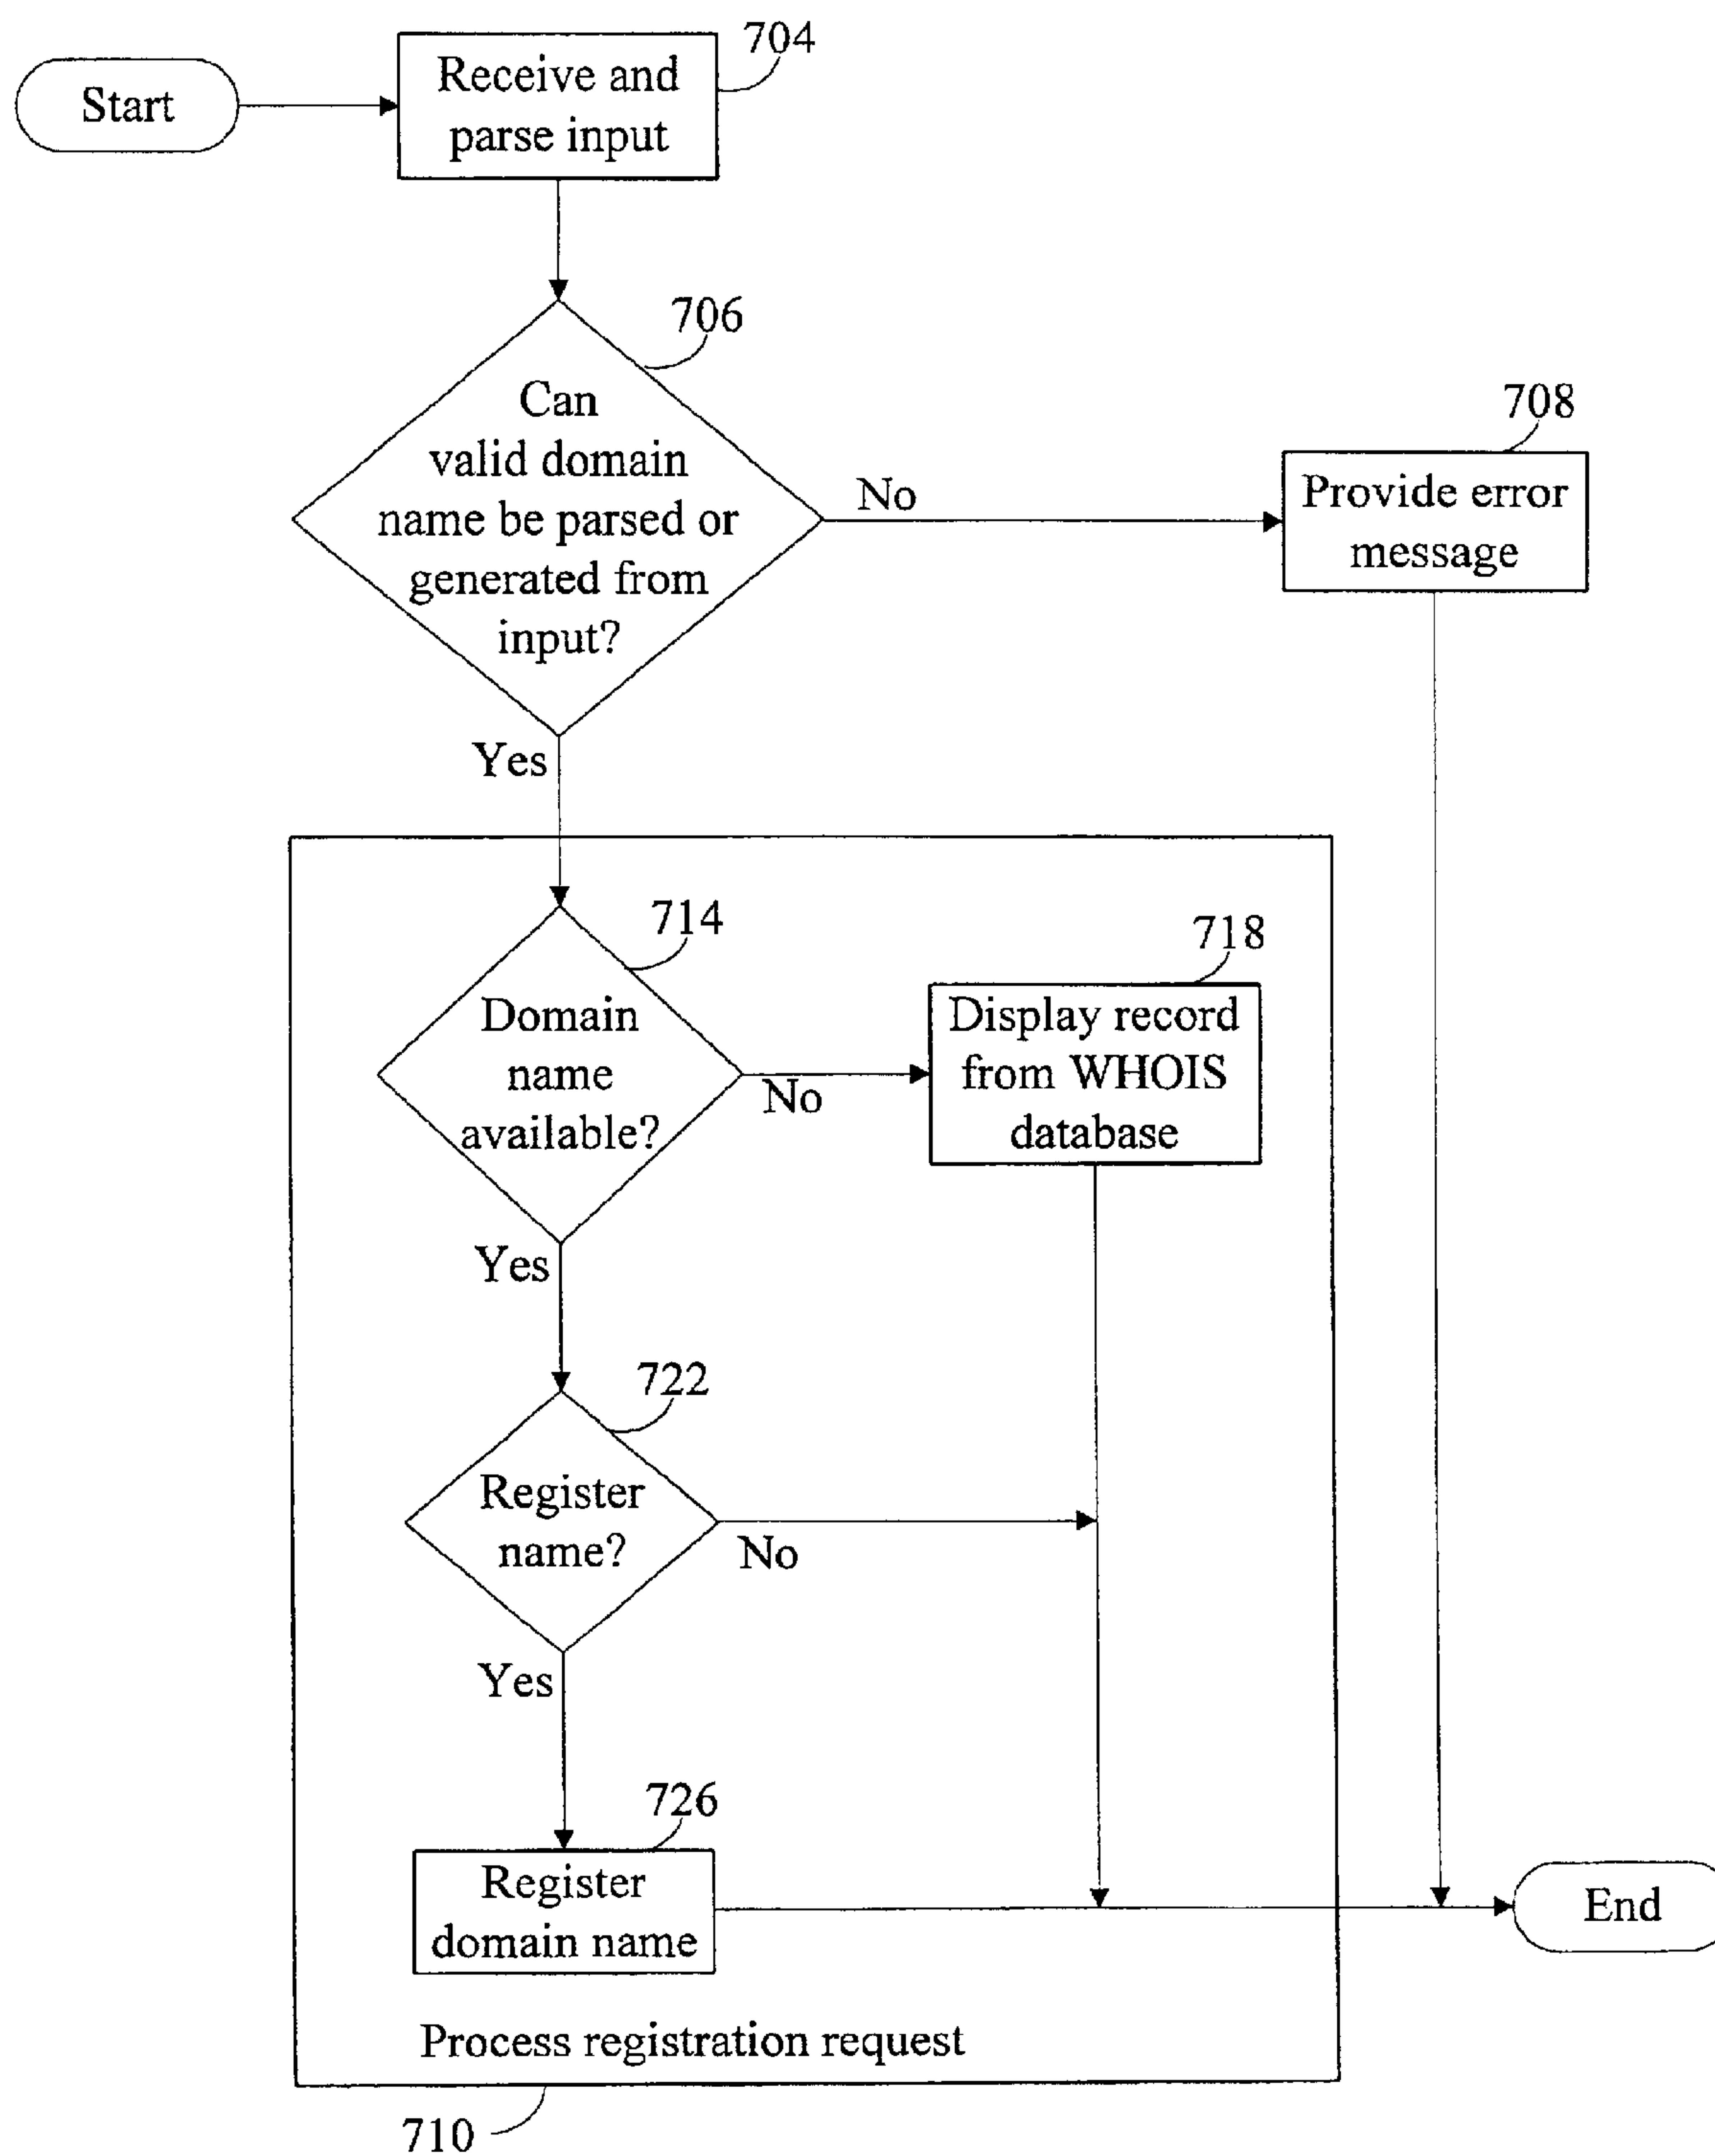 704
Start
Receive and
parse input
706
Can
valid domain
name be parsed or
generated from
input?
No
708
Provide error
message
Yes
714
Domain
name
available?
No
718
Display record
from WHOIS
database
Yes
722
Register
name?
No
Yes
726
Register
domain name
End
Process registration request
710